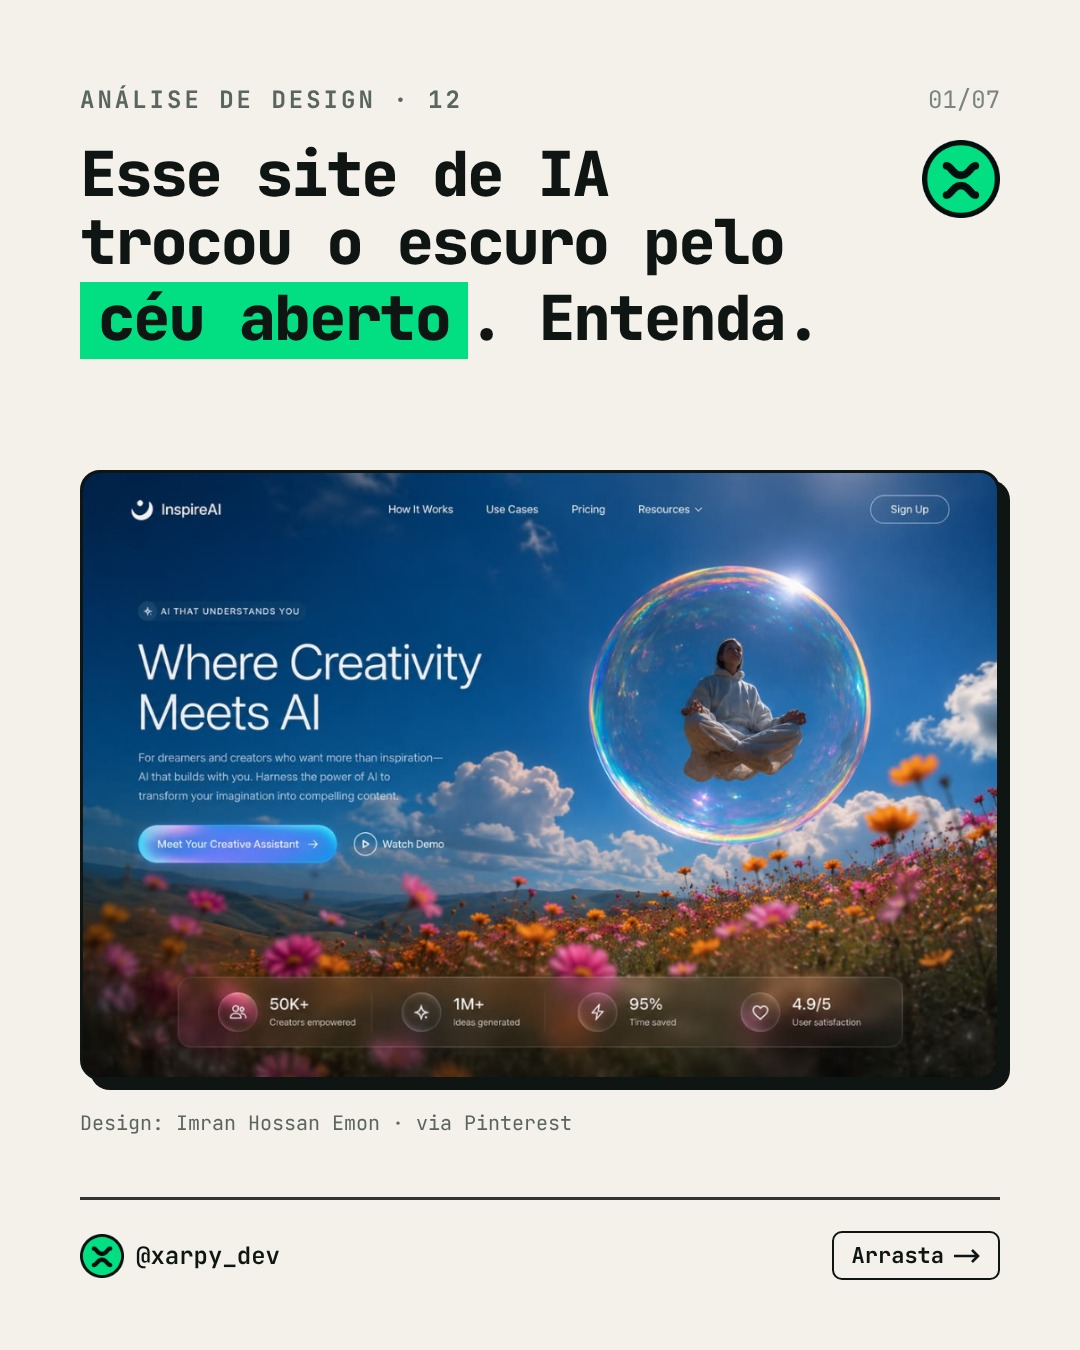 ANÁLISE DE DESIGN · 12
01/07
Esse site de IA
trocou o escuro pelo
céu aberto. Entenda.
InspireAI
How It Works
Use Cases
Pricing
Resources
Sign Up
AI THAT UNDERSTANDS YOU
Where Creativity
Meets AI
For dreamers and creators who want more than inspiration—
AI that builds with you. Harness the power of AI to
transform your imagination into compelling content.
Meet Your Creative Assistant →
Watch Demo
50K+
Creators empowered
1M+
Ideas generated
95%
Time saved
4.9/5
User satisfaction
Design: Imran Hossan Emon · via Pinterest
@xarpy_dev
Arrasta →